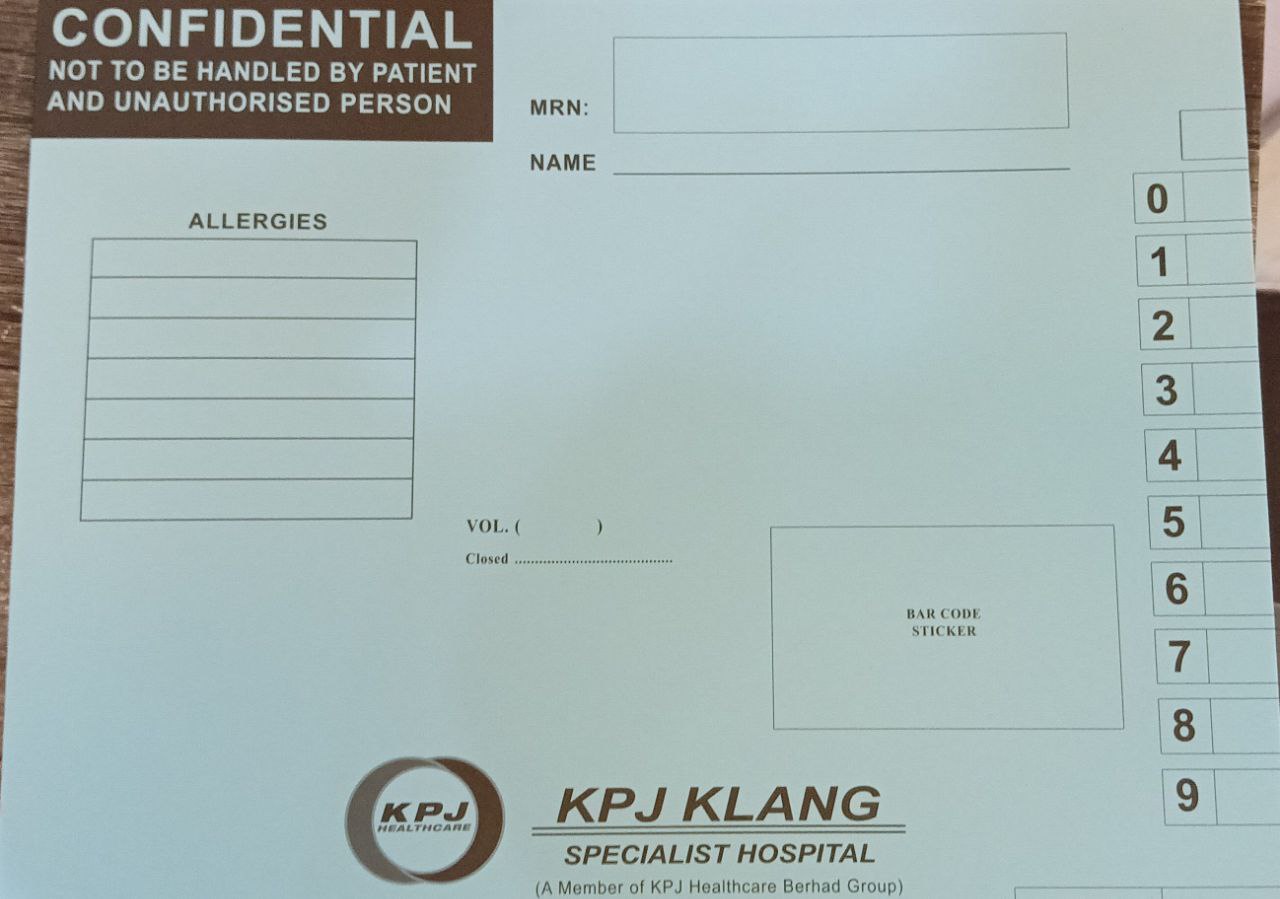 CONFIDENTIAL
NOT TO BE HANDLED BY PATIENT
AND UNAUTHORISED PERSON
MRN:
NAME
ALLERGIES
0
1
2
3
4
5
6
7
8
9
VOL. ( )
Closed ........................................
BAR CODE
STICKER
KPJ
HEALTHCARE
KPJ KLANG
SPECIALIST HOSPITAL
(A Member of KPJ Healthcare Berhad Group)